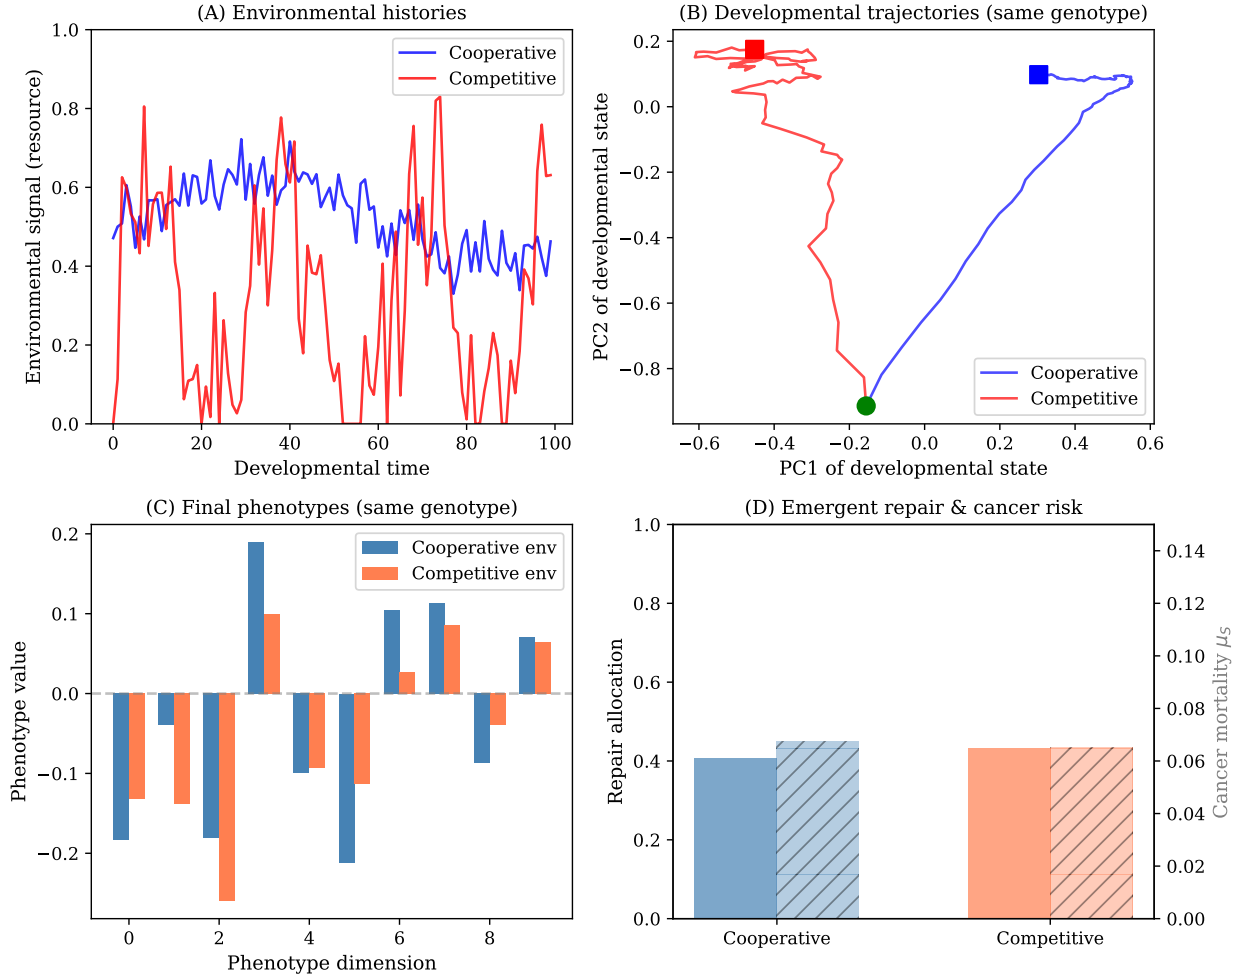 (A) Environmental histories
1.0
0.8
0.6
0.4
0.2
0.0
Environmental signal (resource)
Cooperative
Competitive
0 20 40 60 80 100
Developmental time
(B) Developmental trajectories (same genotype)
0.2
0.0
−0.2
−0.4
−0.6
−0.8
PC2 of developmental state
Cooperative
Competitive
−0.6 −0.4 −0.2 0.0 0.2 0.4 0.6
PC1 of developmental state
(C) Final phenotypes (same genotype)
0.2
0.1
0.0
−0.1
−0.2
Phenotype value
Cooperative env
Competitive env
0 2 4 6 8
Phenotype dimension
(D) Emergent repair & cancer risk
1.0
0.8
0.6
0.4
0.2
0.0
Repair allocation
0.14
0.12
0.10
0.08
0.06
0.04
0.02
0.00
Cancer mortality μS
Cooperative Competitive